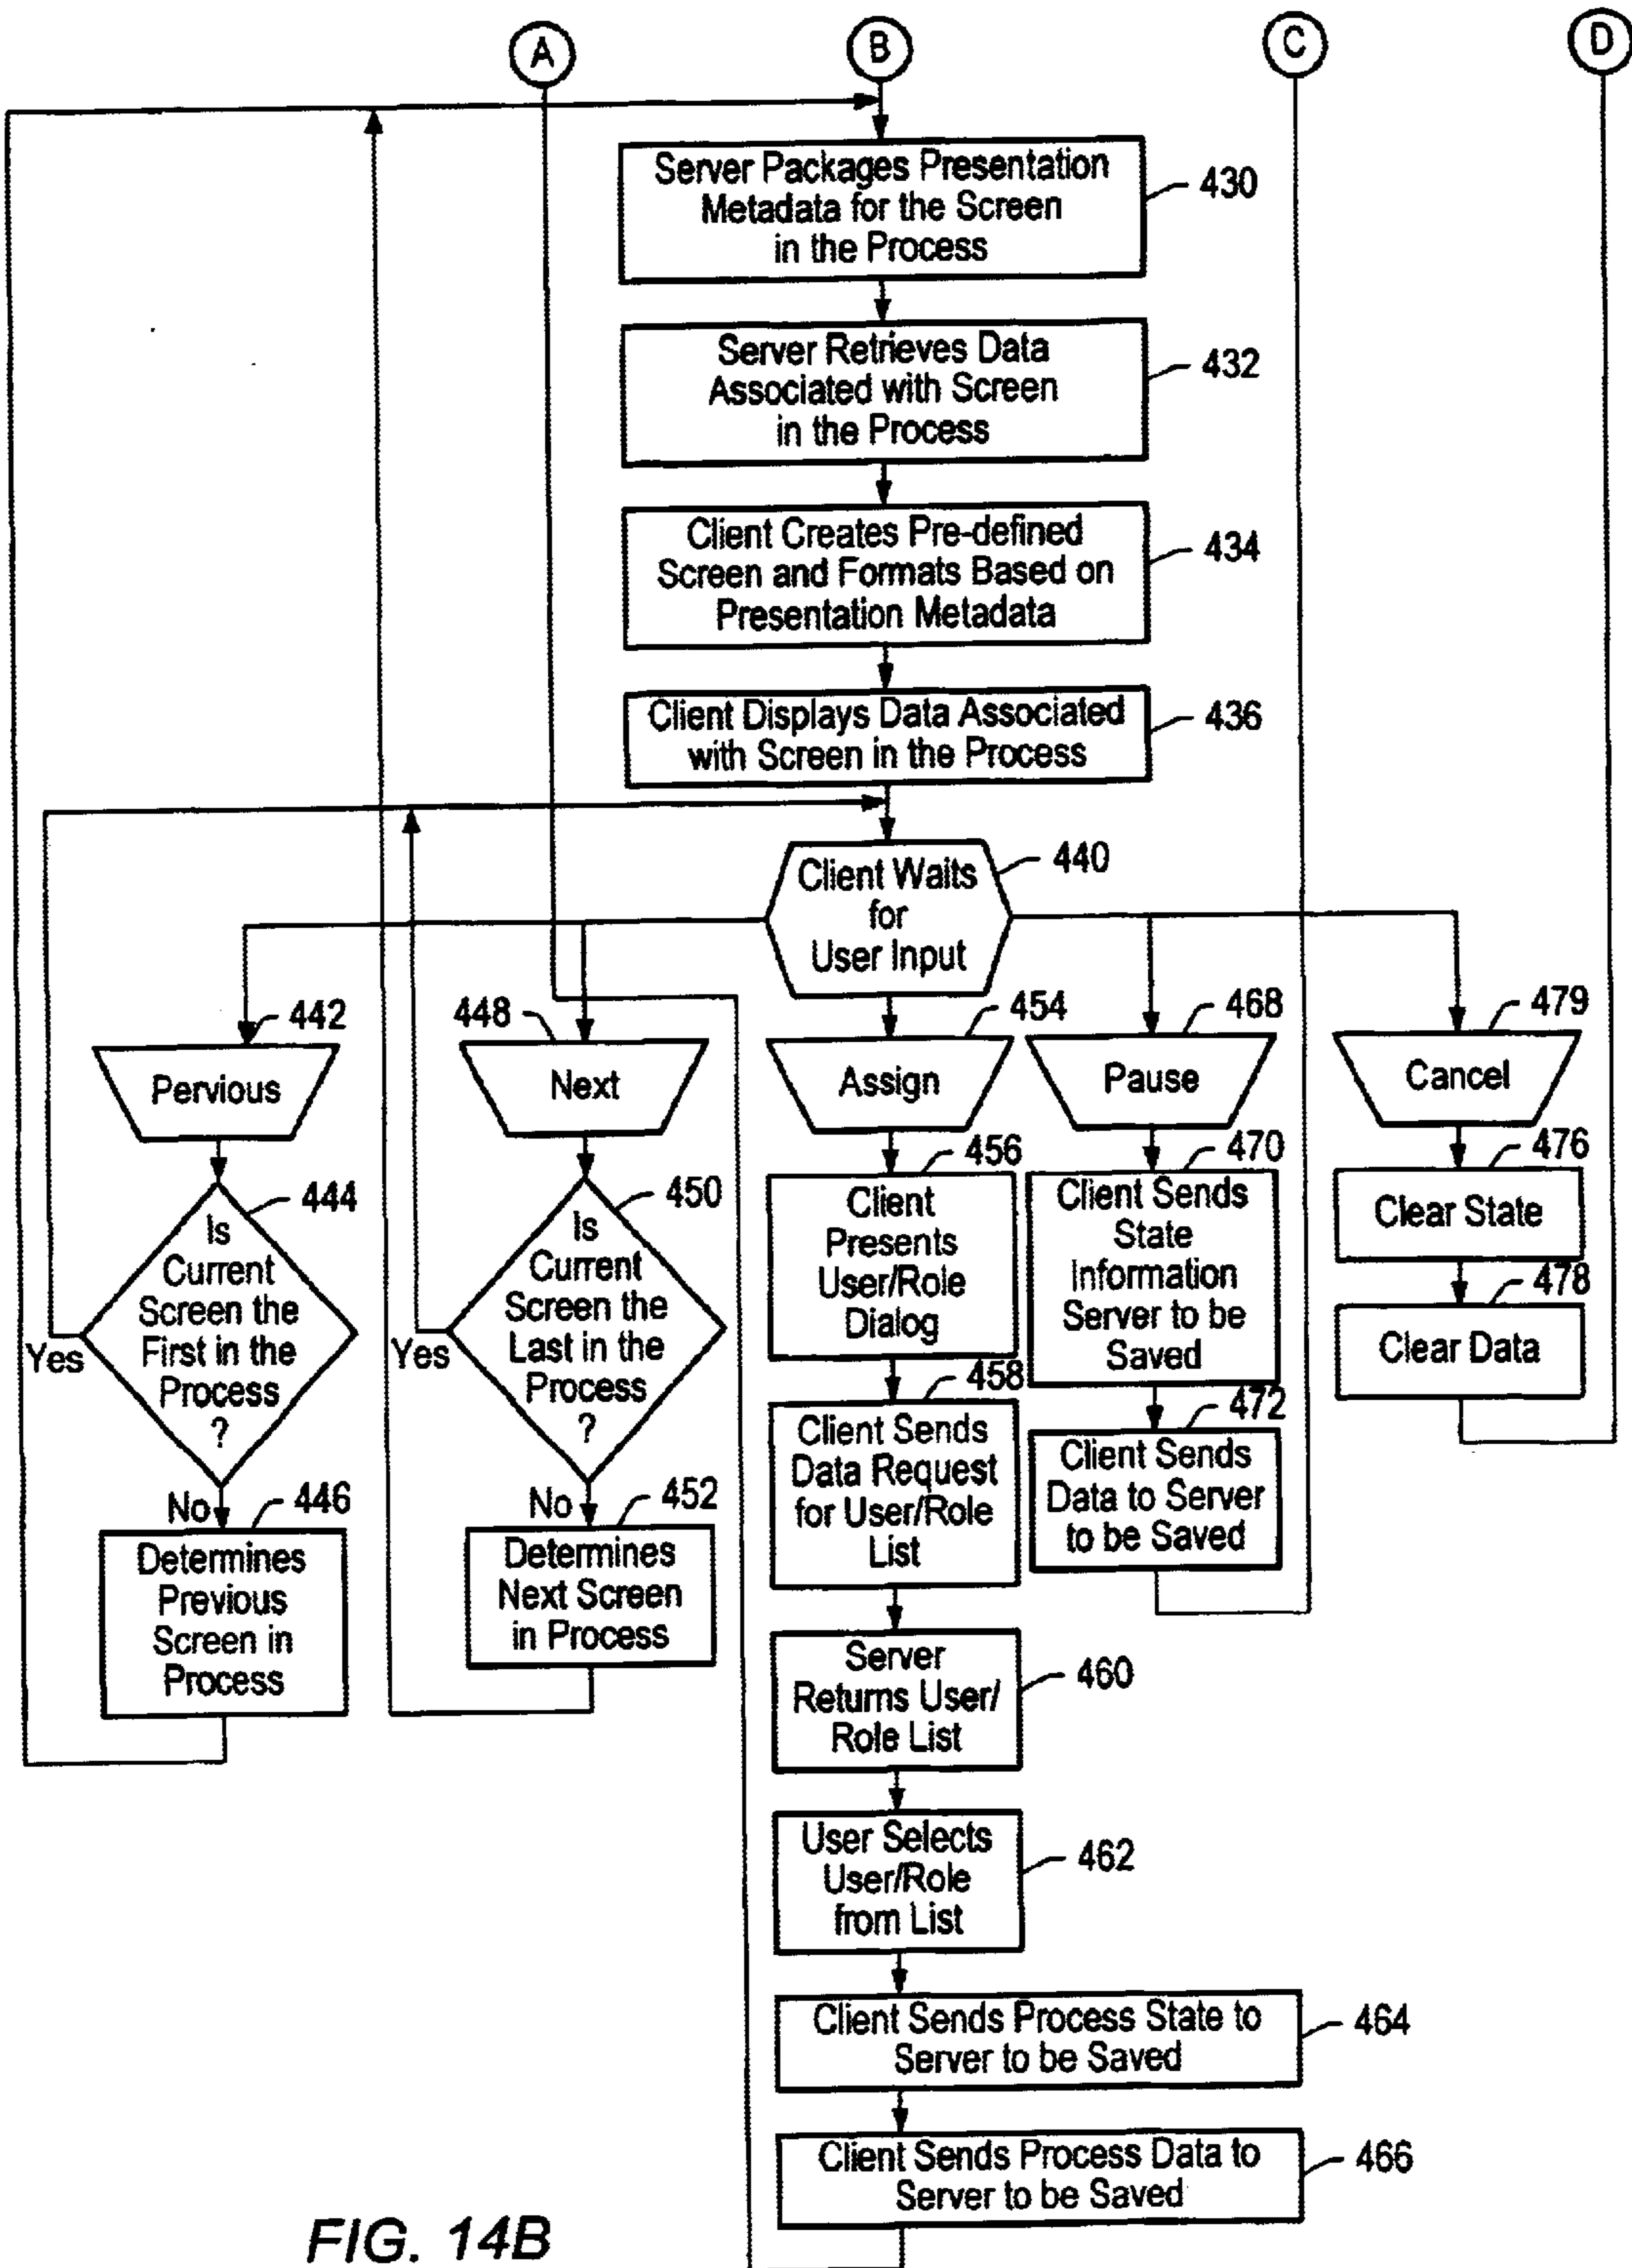 A
B
C
D
Server Packages Presentation
Metadata for the Screen
in the Process
430
Server Retrieves Data
Associated with Screen
in the Process
432
Client Creates Pre-defined
Screen and Formats Based on
Presentation Metadata
434
Client Displays Data Associated
with Screen in the Process
436
Client Waits
for
User Input
440
442
Pervious
444
Is
Current
Screen the
First in the
Process
?
Yes
No
446
Determines
Previous
Screen in
Process
448
Next
450
Is
Current
Screen the
Last in the
Process
?
Yes
No
452
Determines
Next Screen
in Process
454
Assign
456
Client
Presents
User/Role
Dialog
458
Client Sends
Data Request
for User/Role
List
Server
Returns User/
Role List
460
User Selects
User/Role
from List
462
Client Sends Process State to
Server to be Saved
464
Client Sends Process Data to
Server to be Saved
466
468
Pause
470
Client Sends
State
Information
Server to be
Saved
472
Client Sends
Data to Server
to be Saved
479
Cancel
476
Clear State
478
Clear Data
FIG. 14B